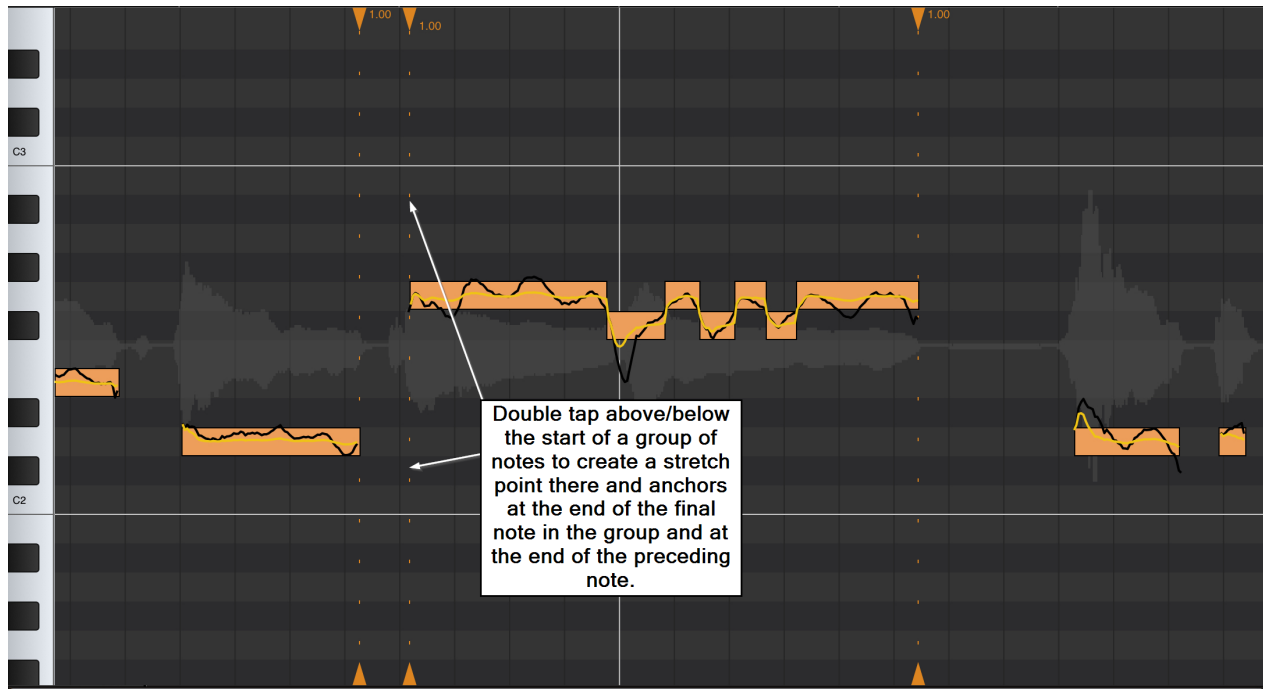 1.00
1.00
1.00
C3
Double tap above/below
the start of a group of
notes to create a stretch
point there and anchors
at the end of the final
note in the group and at
the end of the preceding
note.
C2